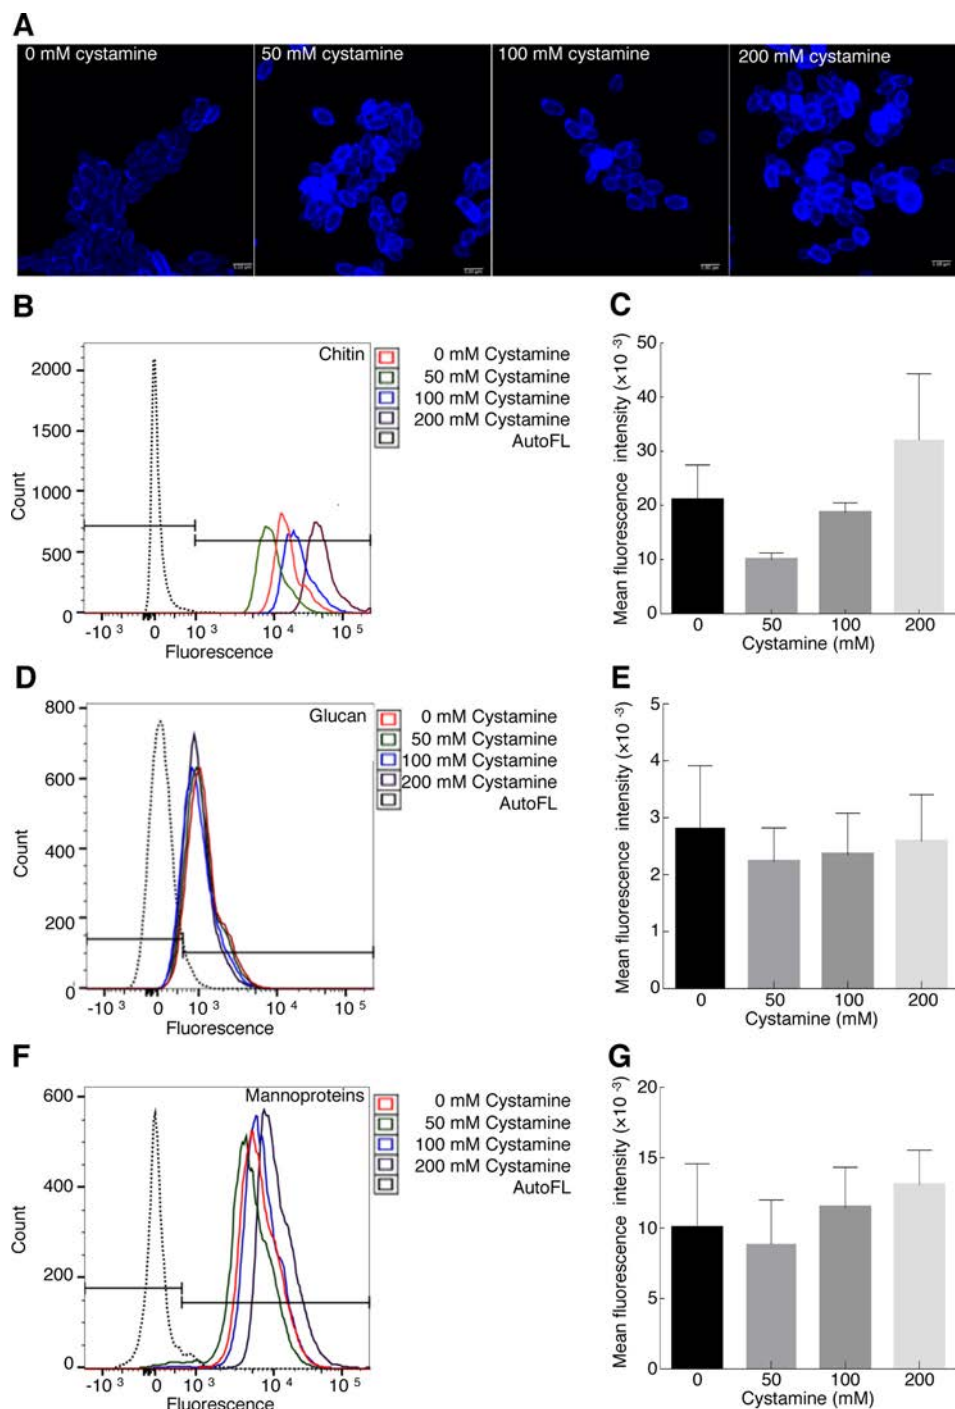 A
0 mM cystamine
50 mM cystamine
100 mM cystamine
200 mM cystamine
B
Chitin
0 mM Cystamine
50 mM Cystamine
100 mM Cystamine
200 mM Cystamine
AutoFL
Count
2000
1500
1000
500
0
-10 3
0
10 3
10 4
10 5
Fluorescence
C
Mean fluorescence intensity (×10 -3)
50
40
30
20
10
0
0
50
100
200
Cystamine (mM)
D
Glucan
0 mM Cystamine
50 mM Cystamine
100 mM Cystamine
200 mM Cystamine
AutoFL
Count
800
600
400
200
0
-10 3
0
10 3
10 4
10 5
Fluorescence
E
Mean fluorescence intensity (×10 -3)
5
4
3
2
1
0
0
50
100
200
Cystamine (mM)
F
Mannoproteins
0 mM Cystamine
50 mM Cystamine
100 mM Cystamine
200 mM Cystamine
AutoFL
Count
600
400
200
0
-10 3
0
10 3
10 4
10 5
Fluorescence
G
Mean fluorescence intensity (×10 -3)
20
15
10
5
0
0
50
100
200
Cystamine (mM)